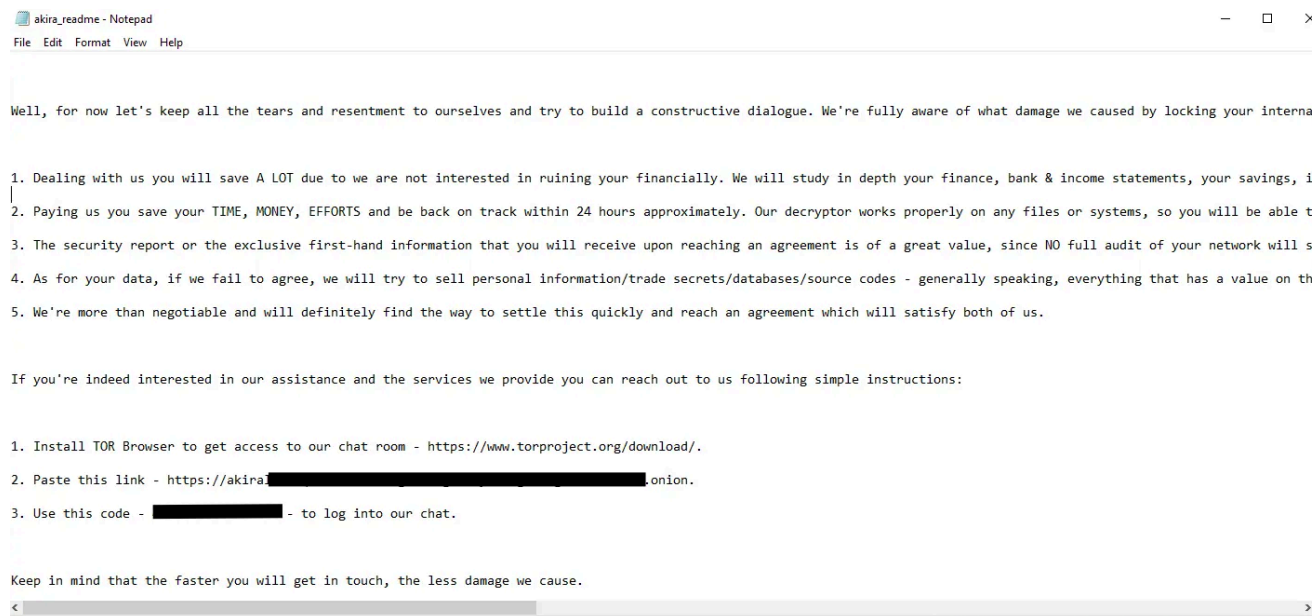 akira_readme - Notepad
File Edit Format View Help
Well, for now let's keep all the tears and resentment to ourselves and try to build a constructive dialogue. We're fully aware of what damage we caused by locking your interna
1. Dealing with us you will save A LOT due to we are not interested in ruining your financially. We will study in depth your finance, bank & income statements, your savings, i
2. Paying us you save your TIME, MONEY, EFFORTS and be back on track within 24 hours approximately. Our decryptor works properly on any files or systems, so you will be able t
3. The security report or the exclusive first-hand information that you will receive upon reaching an agreement is of a great value, since NO full audit of your network will s
4. As for your data, if we fail to agree, we will try to sell personal information/trade secrets/databases/source codes - generally speaking, everything that has a value on th
5. We're more than negotiable and will definitely find the way to settle this quickly and reach an agreement which will satisfy both of us.
If you're indeed interested in our assistance and the services we provide you can reach out to us following simple instructions:
1. Install TOR Browser to get access to our chat room - https://www.torproject.org/download/.
2. Paste this link - https://akiral .onion.
3. Use this code - - to log into our chat.
Keep in mind that the faster you will get in touch, the less damage we cause.